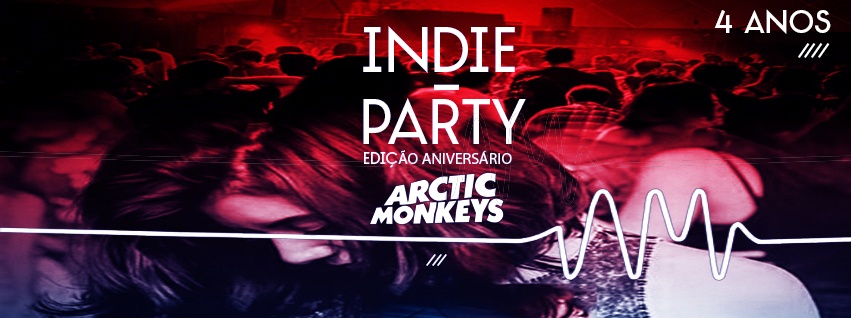 4 ANOS
////
INDIE
–
PARTY
EDIÇÃO ANIVERSÁRIO
ARCTIC
MONKEYS
///